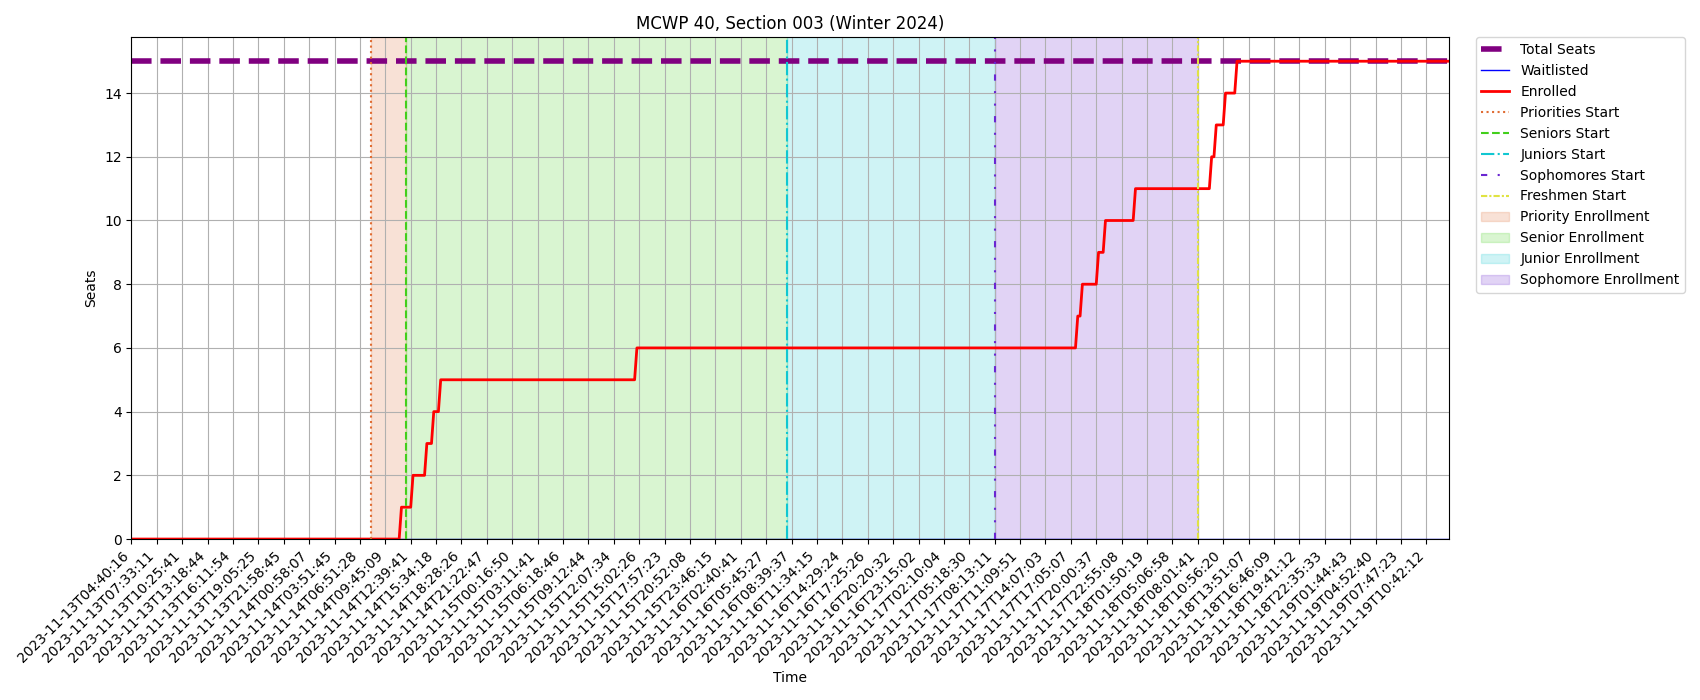 MCWP 40, Section 003 (Winter 2024)
Total Seats
Waitlisted
Enrolled
Priorities Start
Seniors Start
Juniors Start
Sophomores Start
Freshmen Start
Priority Enrollment
Senior Enrollment
Junior Enrollment
Sophomore Enrollment
Seats
14
12
10
8
6
4
2
0
2023-11-13T04:40:16
2023-11-13T07:33:11
2023-11-13T10:25:41
2023-11-13T13:18:44
2023-11-13T16:11:54
2023-11-13T19:05:25
2023-11-13T21:58:45
2023-11-14T00:58:07
2023-11-14T03:51:45
2023-11-14T06:51:28
2023-11-14T09:45:09
2023-11-14T12:39:41
2023-11-14T15:34:18
2023-11-14T18:28:26
2023-11-14T21:22:47
2023-11-15T00:16:50
2023-11-15T03:11:41
2023-11-15T06:18:46
2023-11-15T09:12:44
2023-11-15T12:07:34
2023-11-15T15:02:26
2023-11-15T17:57:23
2023-11-15T20:52:08
2023-11-15T23:46:15
2023-11-16T02:40:41
2023-11-16T05:45:27
2023-11-16T08:39:37
2023-11-16T11:34:15
2023-11-16T14:29:24
2023-11-16T17:25:26
2023-11-16T20:20:32
2023-11-16T23:15:02
2023-11-17T02:10:04
2023-11-17T05:18:30
2023-11-17T08:13:11
2023-11-17T11:09:51
2023-11-17T14:07:03
2023-11-17T17:05:07
2023-11-17T20:00:37
2023-11-17T22:55:08
2023-11-18T01:50:19
2023-11-18T05:06:58
2023-11-18T08:01:41
2023-11-18T10:56:20
2023-11-18T13:51:07
2023-11-18T16:46:09
2023-11-18T19:41:12
2023-11-18T22:35:33
2023-11-19T01:44:43
2023-11-19T04:52:40
2023-11-19T07:47:23
2023-11-19T10:42:12
Time